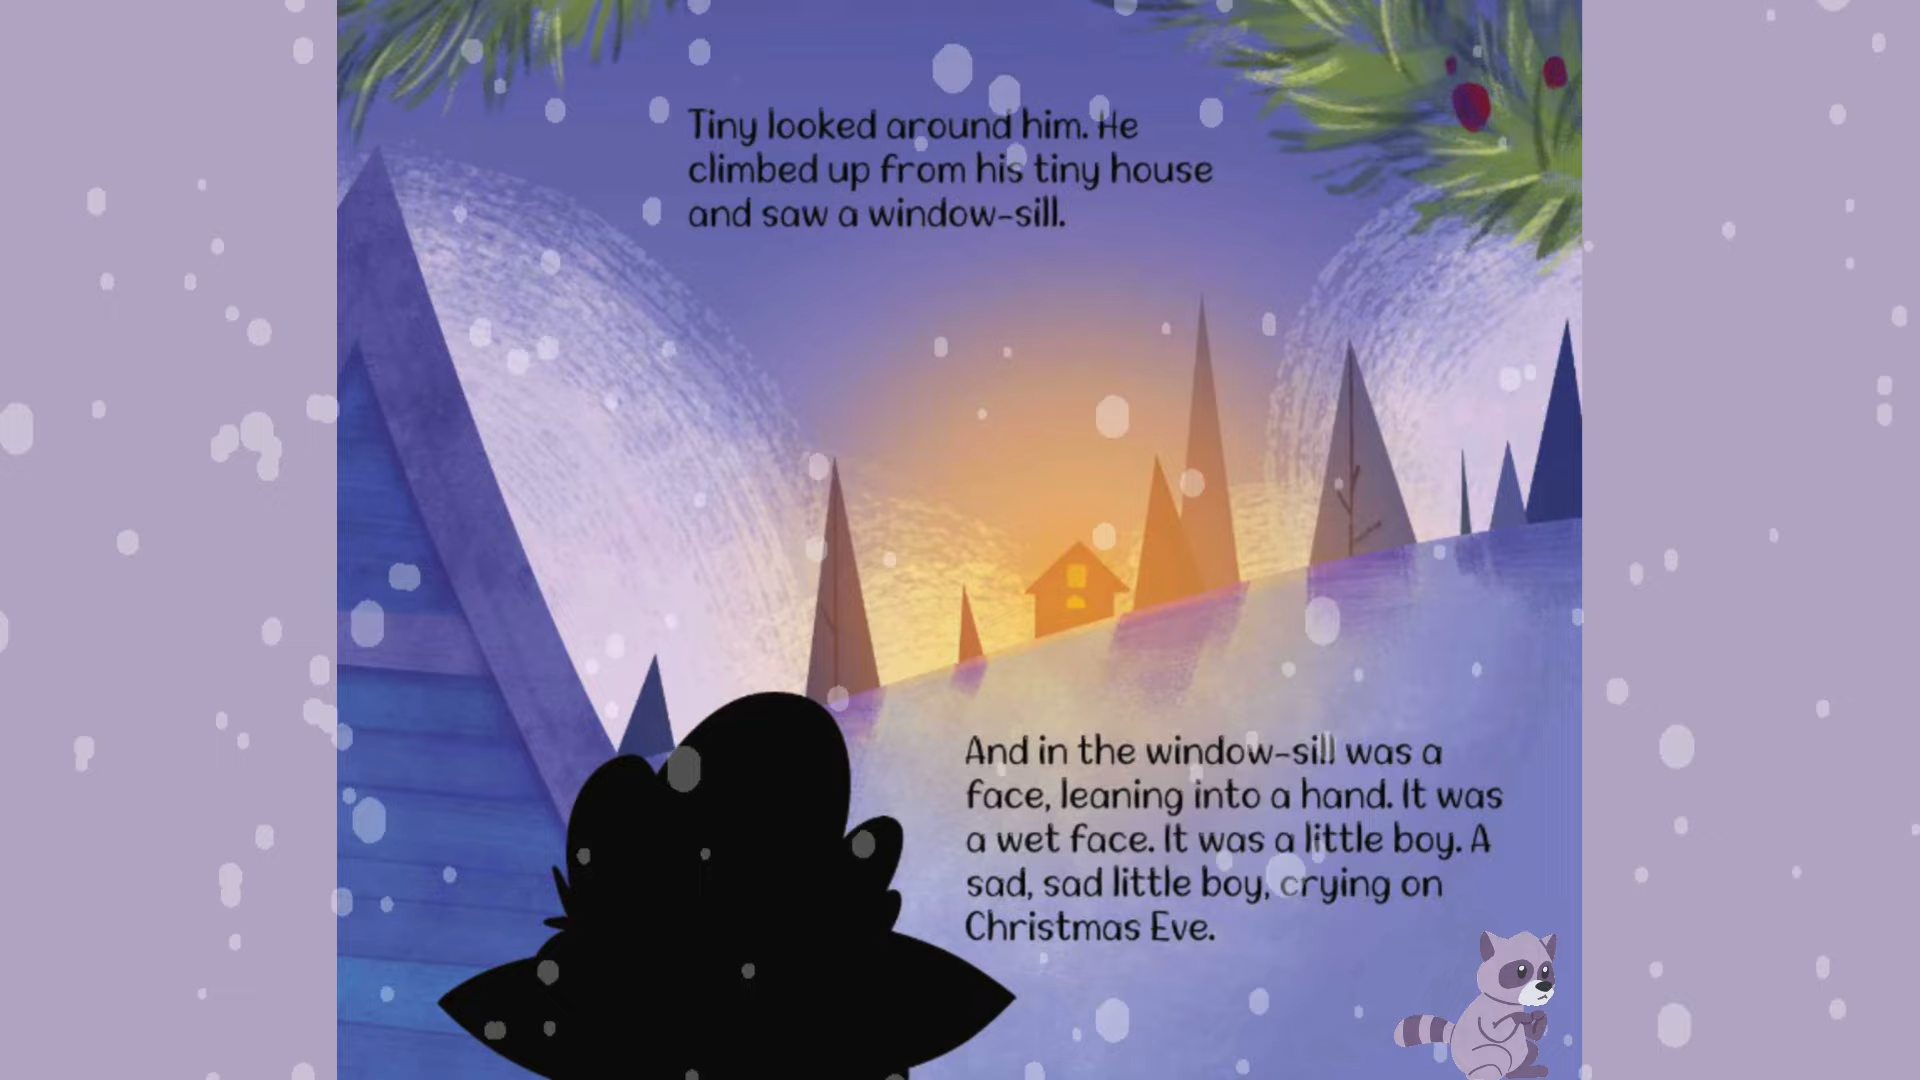 Tiny looked around him. He
climbed up from his tiny house
and saw a window-sill.
And in the window-sill was a
face, leaning into a hand. It was
a wet face. It was a little boy. A
sad, sad little boy, crying on
Christmas Eve.